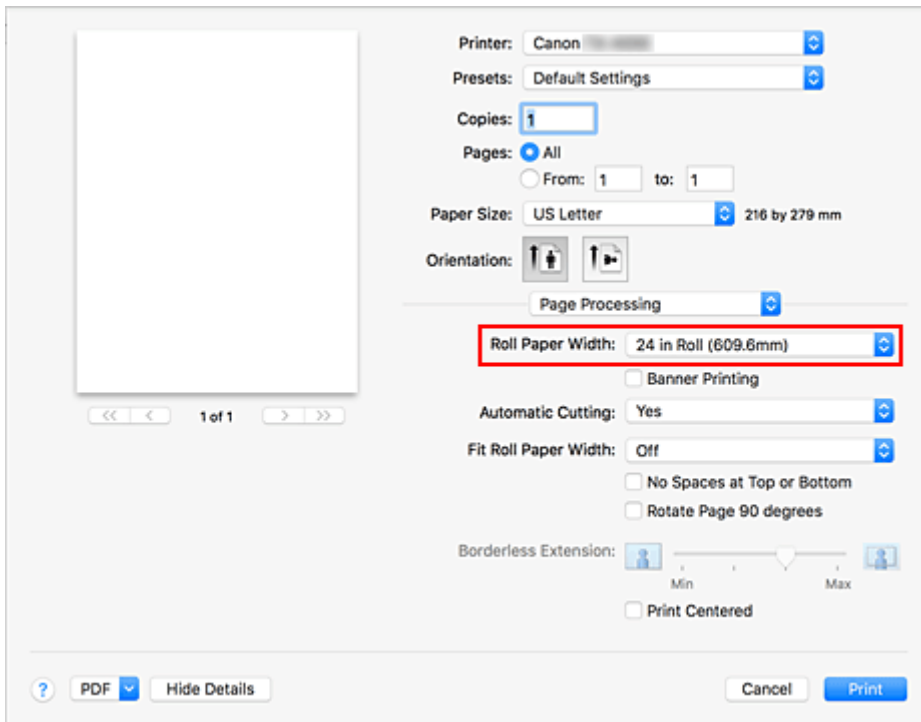 Printer: Canon
Presets: Default Settings
Copies: 1
Pages: All
From: 1 to: 1
Paper Size: US Letter 216 by 279 mm
Orientation:
Page Processing
Roll Paper Width: 24 in Roll (609.6mm)
Banner Printing
<< < 1 of 1 > >>
Automatic Cutting: Yes
Fit Roll Paper Width: Off
No Spaces at Top or Bottom
Rotate Page 90 degrees
Borderless Extension:
Min Max
Print Centered
? PDF Hide Details Cancel Print